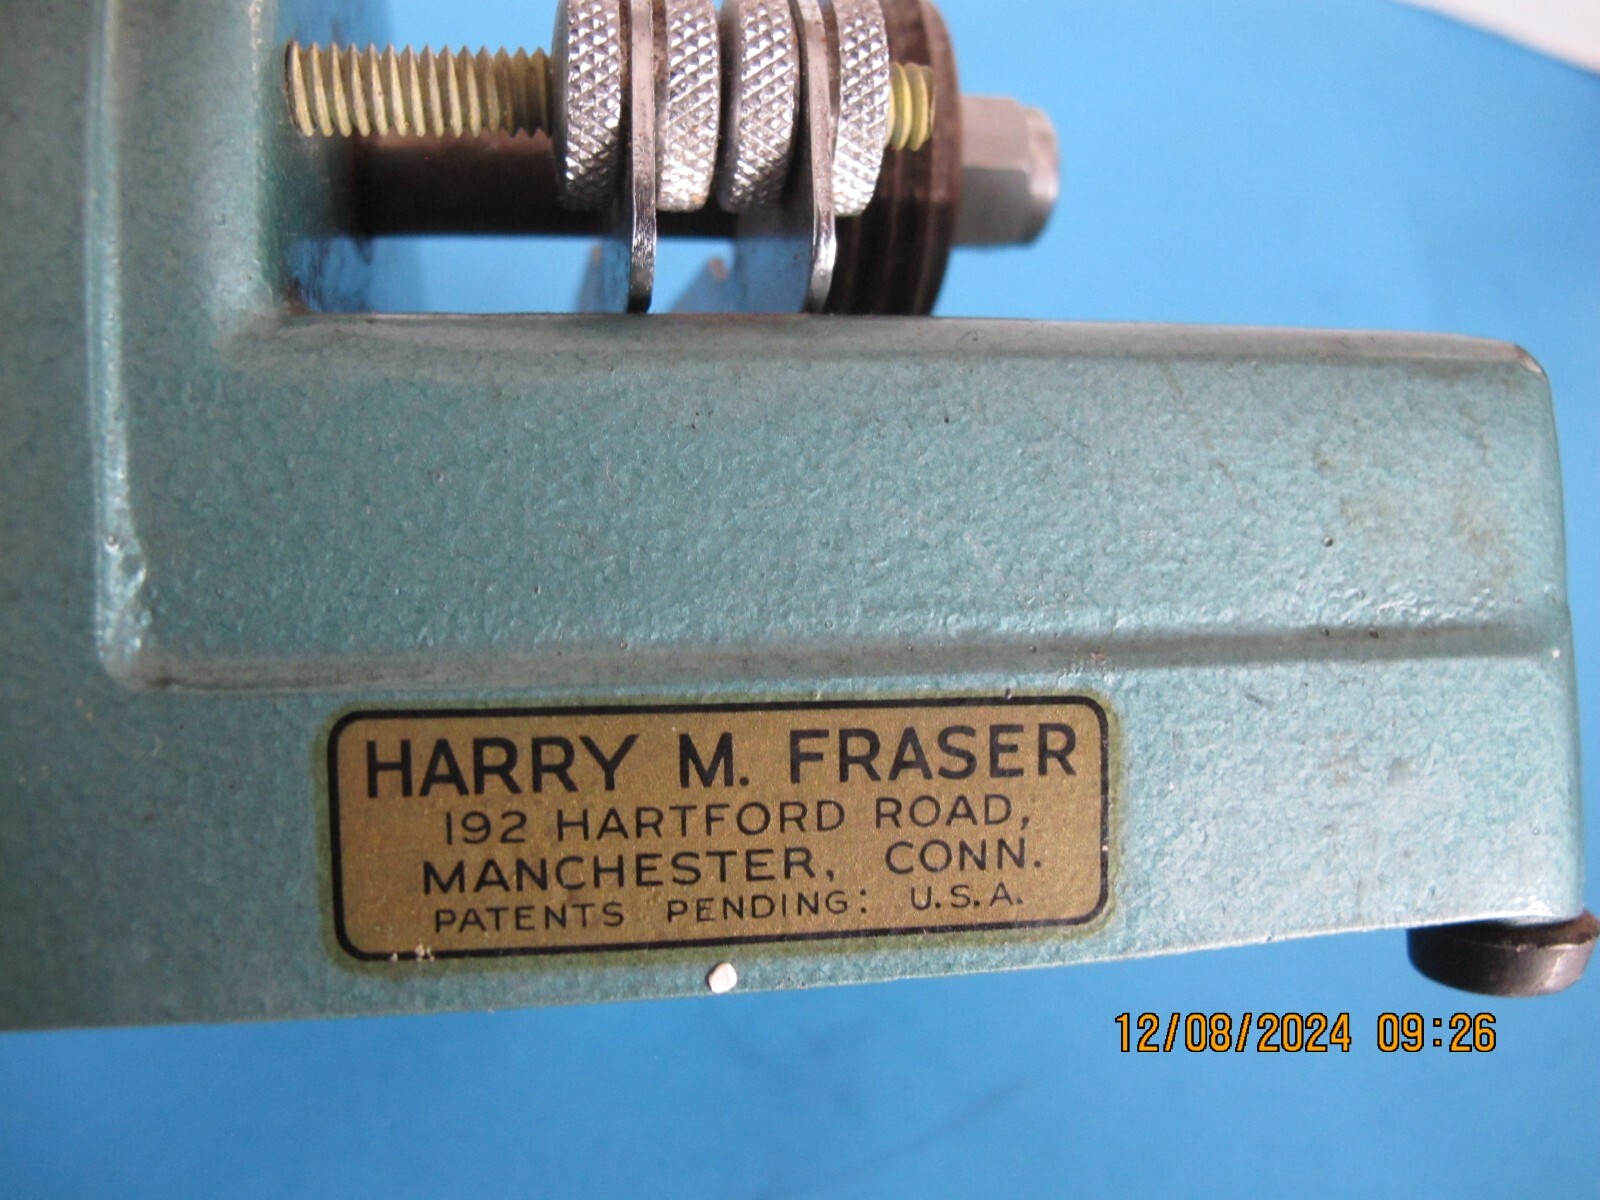 HARRY M. FRASER
192 HARTFORD ROAD,
MANCHESTER, CONN.
PATENTS PENDING: U.S.A.
12/08/2024 09:26